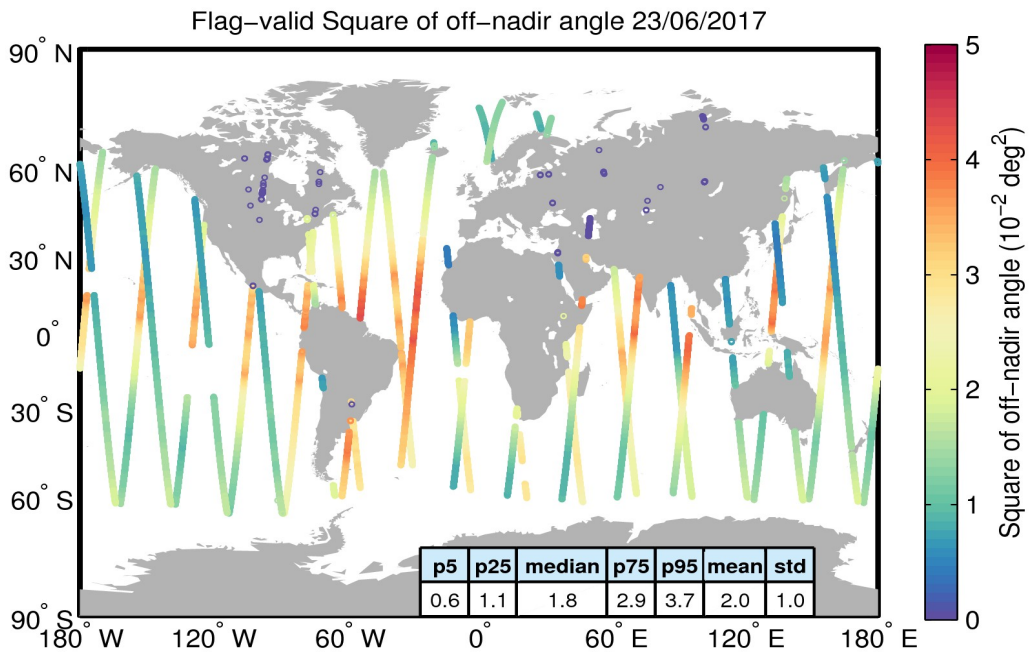 Flag−valid Square of off−nadir angle 23/06/2017
90° N
60° N
30° N
0°
30° S
60° S
90° S
180° W
120° W
60° W
0°
60° E
120° E
180° E
p5 p25 median p75 p95 mean std
0.6 1.1 1.8 2.9 3.7 2.0 1.0
5
4
3
2
1
0
Square of off−nadir angle (10⁻² deg²)